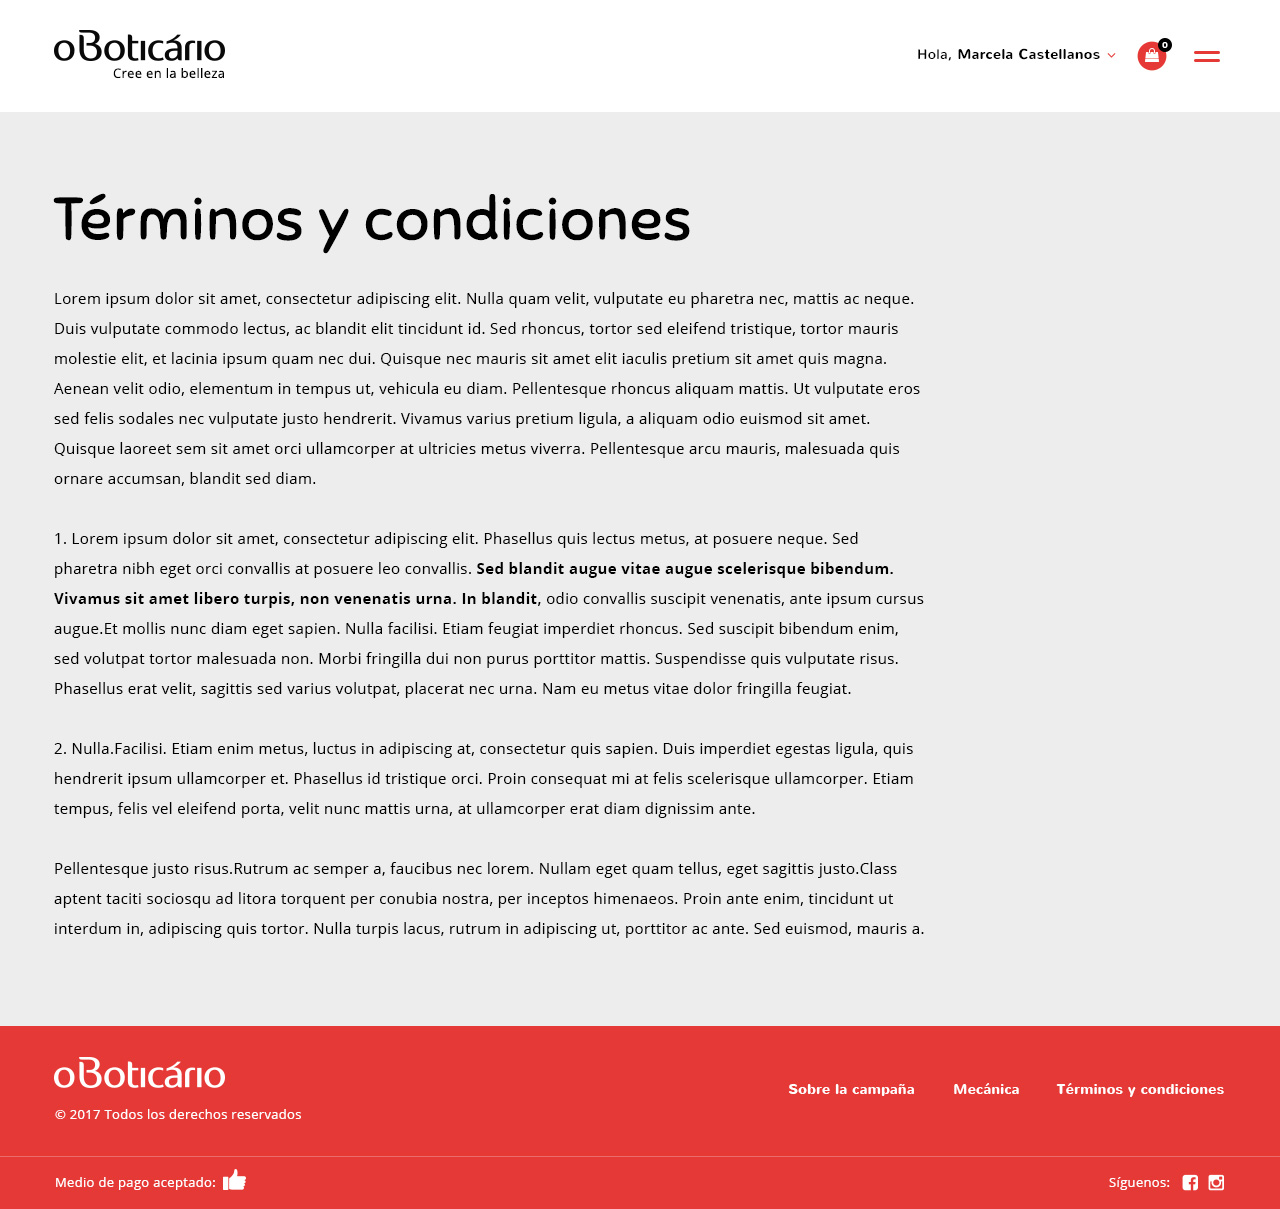 oBoticário
Cree en la belleza
Hola, Marcela Castellanos
0
Términos y condiciones
Lorem ipsum dolor sit amet, consectetur adipiscing elit. Nulla quam velit, vulputate eu pharetra nec, mattis ac neque.
Duis vulputate commodo lectus, ac blandit elit tincidunt id. Sed rhoncus, tortor sed eleifend tristique, tortor mauris
molestie elit, et lacinia ipsum quam nec dui. Quisque nec mauris sit amet elit iaculis pretium sit amet quis magna.
Aenean velit odio, elementum in tempus ut, vehicula eu diam. Pellentesque rhoncus aliquam mattis. Ut vulputate eros
sed felis sodales nec vulputate justo hendrerit. Vivamus varius pretium ligula, a aliquam odio euismod sit amet.
Quisque laoreet sem sit amet orci ullamcorper at ultricies metus viverra. Pellentesque arcu mauris, malesuada quis
ornare accumsan, blandit sed diam.
1. Lorem ipsum dolor sit amet, consectetur adipiscing elit. Phasellus quis lectus metus, at posuere neque. Sed
pharetra nibh eget orci convallis at posuere leo convallis. Sed blandit augue vitae augue scelerisque bibendum.
Vivamus sit amet libero turpis, non venenatis urna. In blandit, odio convallis suscipit venenatis, ante ipsum cursus
augue.Et mollis nunc diam eget sapien. Nulla facilisi. Etiam feugiat imperdiet rhoncus. Sed suscipit bibendum enim,
sed volutpat tortor malesuada non. Morbi fringilla dui non purus porttitor mattis. Suspendisse quis vulputate risus.
Phasellus erat velit, sagittis sed varius volutpat, placerat nec urna. Nam eu metus vitae dolor fringilla feugiat.
2. Nulla.Facilisi. Etiam enim metus, luctus in adipiscing at, consectetur quis sapien. Duis imperdiet egestas ligula, quis
hendrerit ipsum ullamcorper et. Phasellus id tristique orci. Proin consequat mi at felis scelerisque ullamcorper. Etiam
tempus, felis vel eleifend porta, velit nunc mattis urna, at ullamcorper erat diam dignissim ante.
Pellentesque justo risus.Rutrum ac semper a, faucibus nec lorem. Nullam eget quam tellus, eget sagittis justo.Class
aptent taciti sociosqu ad litora torquent per conubia nostra, per inceptos himenaeos. Proin ante enim, tincidunt ut
interdum in, adipiscing quis tortor. Nulla turpis lacus, rutrum in adipiscing ut, porttitor ac ante. Sed euismod, mauris a.
oBoticário
© 2017 Todos los derechos reservados
Sobre la campaña
Mecánica
Términos y condiciones
Medio de pago aceptado:
Síguenos: